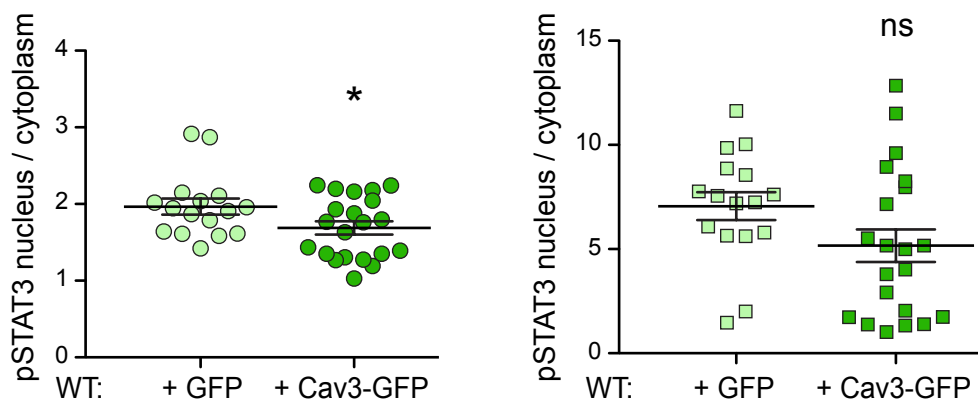 pSTAT3 nucleus / cytoplasm
4
3
2
1
0
*
WT: + GFP + Cav3-GFP
pSTAT3 nucleus / cytoplasm
15
10
5
0
ns
WT: + GFP + Cav3-GFP